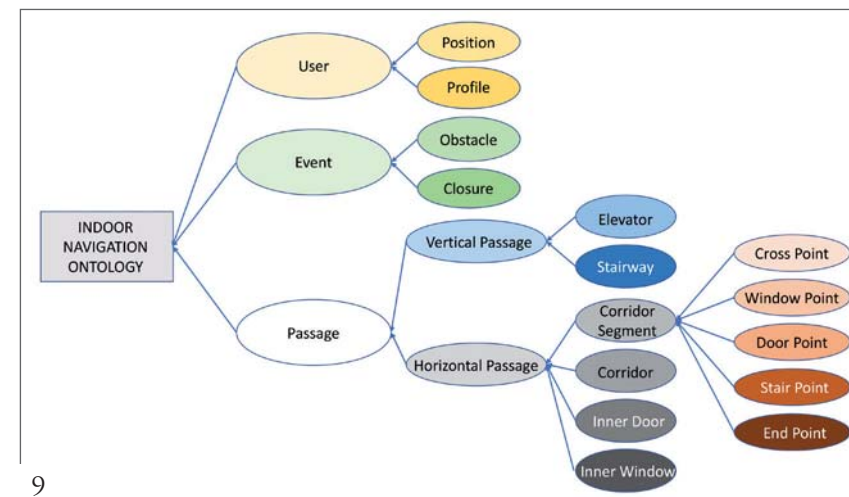 INDOOR
NAVIGATION
ONTOLOGY
User
Position
Profile
Event
Obstacle
Closure
Passage
Vertical Passage
Elevator
Stairway
Horizontal Passage
Corridor
Segment
Corridor
Inner Door
Inner Window
Cross Point
Window Point
Door Point
Stair Point
End Point
9